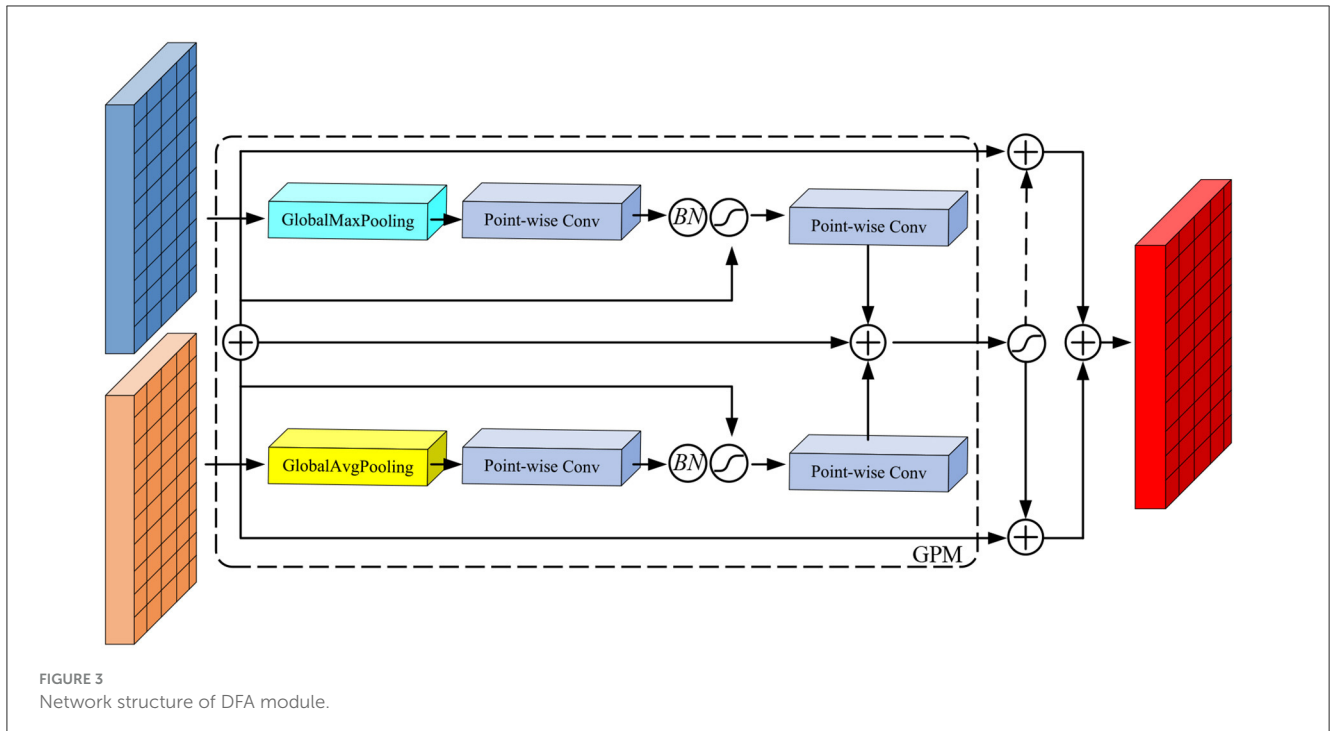 GlobalMaxPooling
Point-wise Conv
BN
Point-wise Conv
GlobalAvgPooling
Point-wise Conv
BN
Point-wise Conv
GPM
FIGURE 3
Network structure of DFA module.